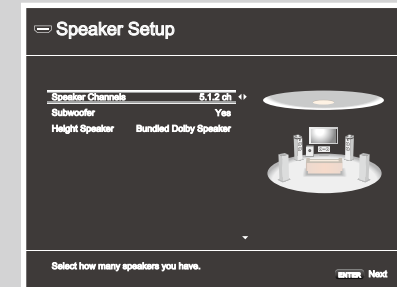 Speaker Setup
Speaker Channels 5.1.2 ch
Subwoofer Yes
Height Speaker Bundled Dolby Speaker
Select how many speakers you have.
ENTER Next